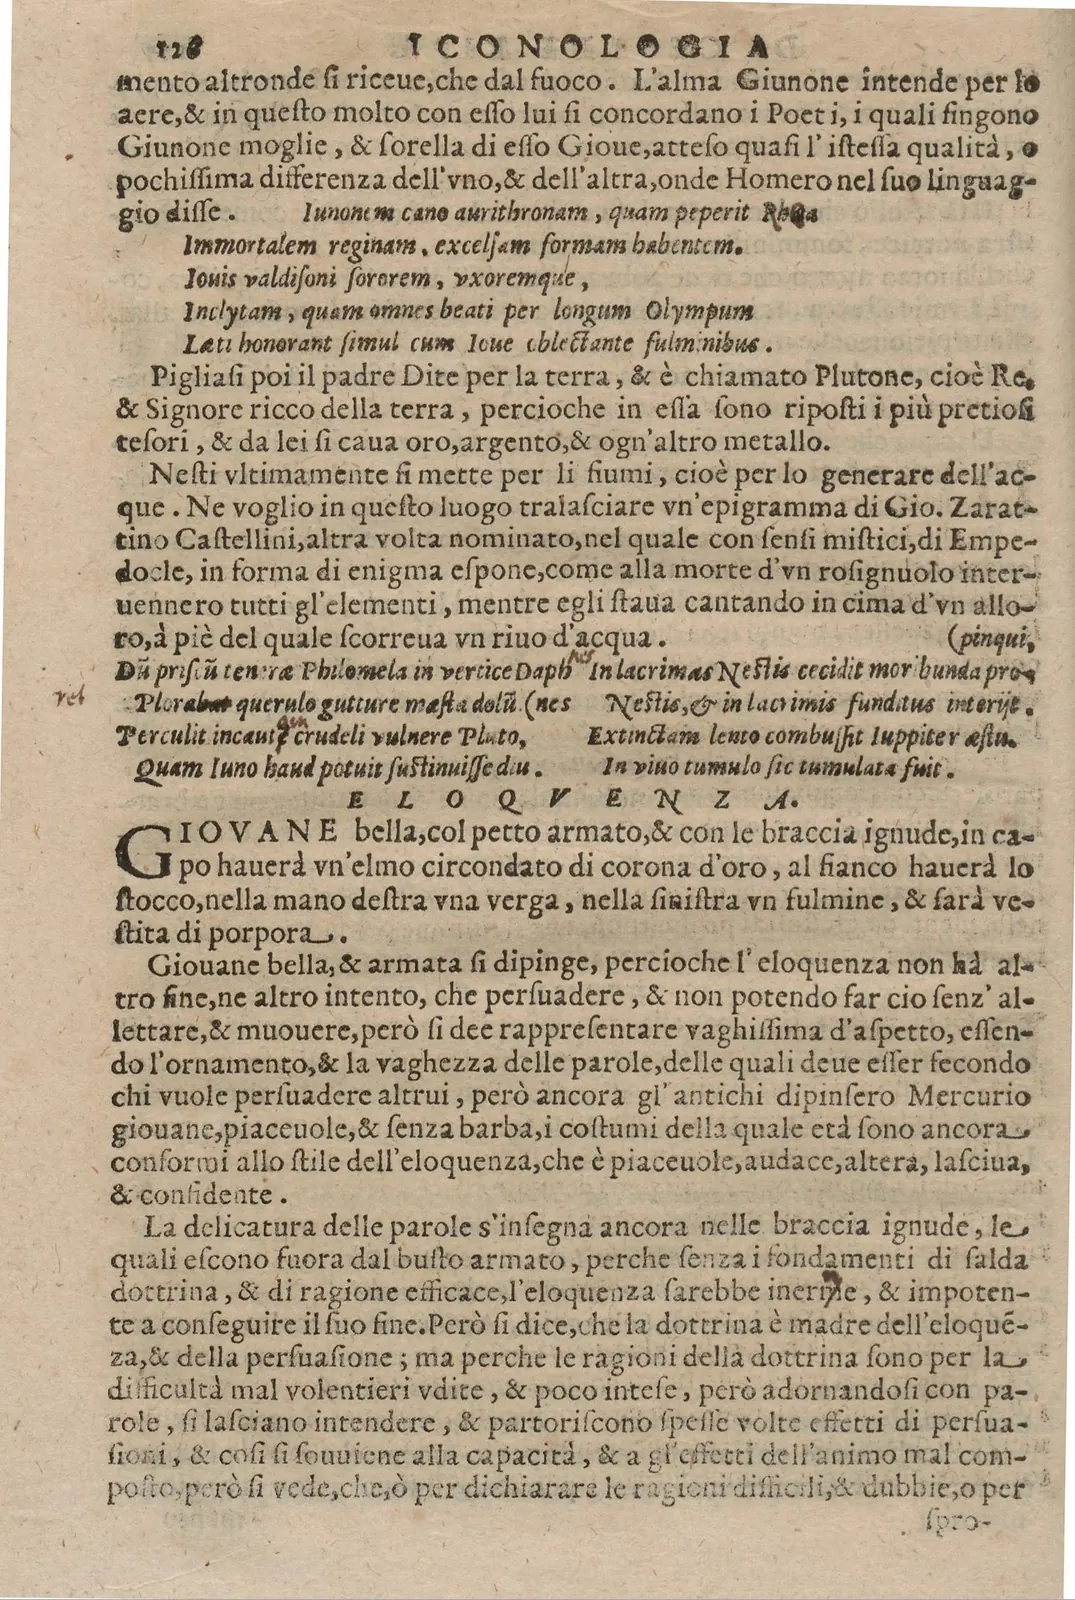 128 ICONOLOGIA
mento altronde ſi riceue,che dal fuoco. L'alma Giunone intende per lo
aere,& in queſto molto con eſſo lui ſi concordano i Poeti, i quali fingono
Giunone moglie, & ſorella di eſſo Gioue,atteſo quaſi l'iſteſſa qualità, o
pochiſſima differenza dell'vno,& dell'altra,onde Homero nel ſuo linguag-
gio diſſe. Iunonem cano aurithronam, quam peperit Rhea
Immortalem reginam, excelſam formam habentem.
Iouis valdiſoni ſororem, vxoremque,
Inclytam, quam omnes beati per longum Olympum
Læti honorant ſimul cum Ioue oblectante fulminibus.
Pigliaſi poi il padre Dite per la terra, & è chiamato Plutone, cioè Re,
& Signore ricco della terra, percioche in eſſa ſono ripoſti i più pretioſi
teſori, & da lei ſi caua oro,argento,& ogn'altro metallo.
Neſti vltimamente ſi mette per li fiumi, cioè per lo generare dell'ac-
que. Ne voglio in queſto luogo tralaſciare vn'epigramma di Gio. Zarat-
tino Caſtellini,altra volta nominato,nel quale con ſenſi miſtici,di Empe-
docle, in forma di enigma eſpone,come alla morte d'vn roſignuolo inter-
uennero tutti gl'elementi, mentre egli ſtaua cantando in cima d'vn allo-
ro,à piè del quale ſcorreua vn riuo d'acqua. (pinqui,
Dū priſcū teneræ Philomela in vertice Daph nes In lacrimas Neſtis cecidit moribunda pro-
vel Plorabat querulo gutture mæſta dolū. (nes Neſtis,& in lacrimis funditus interijt.
Perculit incautā gen crudeli vulnere Pluto, Extinctam lento combuſſit Iuppiter æſtu.
Quam Iuno haud potuit ſuſtinuiſſe diu. In viuo tumulo ſic tumulata fuit.
ELOQVENZA.
GIOVANE bella,col petto armato,& con le braccia ignude,in ca-
po hauerà vn'elmo circondato di corona d'oro, al fianco hauerà lo
ſtocco,nella mano deſtra vna verga, nella ſiniſtra vn fulmine, & ſarà ve-
ſtita di porpora.
Giouane bella,& armata ſi dipinge, percioche l'eloquenza non hà al-
tro fine,ne altro intento, che perſuadere, & non potendo far cio ſenz' al-
lettare,& muouere,però ſi dee rappreſentare vaghiſſima d'aſpetto, eſſen-
do l'ornamento,& la vaghezza delle parole,delle quali deue eſſer fecondo
chi vuole perſuadere altrui, però ancora gl' antichi dipinſero Mercurio
giouane,piaceuole,& ſenza barba,i coſtumi della quale età ſono ancora
conformi allo ſtile dell'eloquenza,che è piaceuole,audace,altera, laſciua,
& confidente.
La delicatura delle parole s'inſegna ancora nelle braccia ignude, le
quali eſcono fuora dal buſto armato, perche ſenza i fondamenti di ſalda
dottrina, & di ragione efficace,l'eloquenza ſarebbe inerme, & impoten-
te a conſeguire il ſuo fine.Però ſi dice,che la dottrina è madre dell'eloquē-
za,& della perſuaſione; ma perche le ragioni della dottrina ſono per la
difficultà mal volentieri vdite, & poco inteſe, però adornandoſi con pa-
role, ſi laſciano intendere, & partoriſcono ſpeſſe volte effetti di perſua-
ſioni, & coſi ſi ſouuiene alla capacità, & a gl'effetti dell'animo mal com-
poſto,però ſi vede,che,ò per dichiarare le ragioni difficili,& dubbie,o per
ſpro-